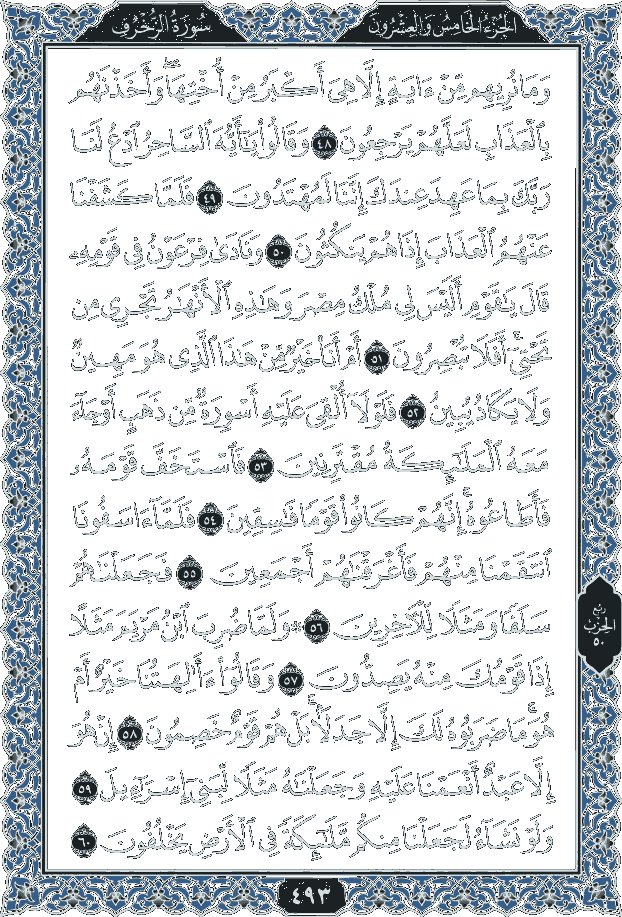 الجزء الخامس والعشرون
سورة الزخرف
وَمَا نُرِيهِم مِّنْ ءَايَةٍ إِلَّا هِىَ أَكْبَرُ مِنْ أُخْتِهَا وَأَخَذْنَٰهُم
بِٱلْعَذَابِ لَعَلَّهُمْ يَرْجِعُونَ ٤٨ وَقَالُوا۟ يَٰٓأَيُّهَ ٱلسَّاحِرُ ٱدْعُ لَنَا
رَبَّكَ بِمَا عَهِدَ عِندَكَ إِنَّنَا لَمُهْتَدُونَ ٤٩ فَلَمَّا كَشَفْنَا
عَنْهُمُ ٱلْعَذَابَ إِذَا هُمْ يَنكُثُونَ ٥٠ وَنَادَىٰ فِرْعَوْنُ فِى قَوْمِهِۦ
قَالَ يَٰقَوْمِ أَلَيْسَ لِى مُلْكُ مِصْرَ وَهَٰذِهِ ٱلْأَنْهَٰرُ تَجْرِى مِن
تَحْتِىٓ أَفَلَا تُبْصِرُونَ ٥١ أَمْ أَنَا۠ خَيْرٌ مِّنْ هَٰذَا ٱلَّذِى هُوَ مَهِينٌ
وَلَا يَكَادُ يُبِينُ ٥٢ فَلَوْلَآ أُلْقِىَ عَلَيْهِ أَسْوِرَةٌ مِّن ذَهَبٍ أَوْ جَآءَ
مَعَهُ ٱلْمَلَٰٓئِكَةُ مُقْتَرِنِينَ ٥٣ فَٱسْتَخَفَّ قَوْمَهُۥ
فَأَطَاعُوهُ إِنَّهُمْ كَانُوا۟ قَوْمًا فَٰسِقِينَ ٥٤ فَلَمَّآ ءَاسَفُونَا
ٱنتَقَمْنَا مِنْهُمْ فَأَغْرَقْنَٰهُمْ أَجْمَعِينَ ٥٥ فَجَعَلْنَٰهُمْ
سَلَفًا وَمَثَلًا لِّلْءَاخِرِينَ ٥٦ ۞ وَلَمَّا ضُرِبَ ٱبْنُ مَرْيَمَ مَثَلًا
إِذَا قَوْمُكَ مِنْهُ يَصِدُّونَ ٥٧ وَقَالُوٓا۟ ءَأَٰلِهَتُنَا خَيْرٌ أَمْ
هُوَ مَا ضَرَبُوهُ لَكَ إِلَّا جَدَلًۢا بَلْ هُمْ قَوْمٌ خَصِمُونَ ٥٨ إِنْ هُوَ
إِلَّا عَبْدٌ أَنْعَمْنَا عَلَيْهِ وَجَعَلْنَٰهُ مَثَلًا لِّبَنِىٓ إِسْرَٰٓءِيلَ ٥٩
وَلَوْ نَشَآءُ لَجَعَلْنَا مِنكُم مَّلَٰٓئِكَةً فِى ٱلْأَرْضِ يَخْلُفُونَ ٦٠
ربع
الحزب
٥٠
٤٩٣